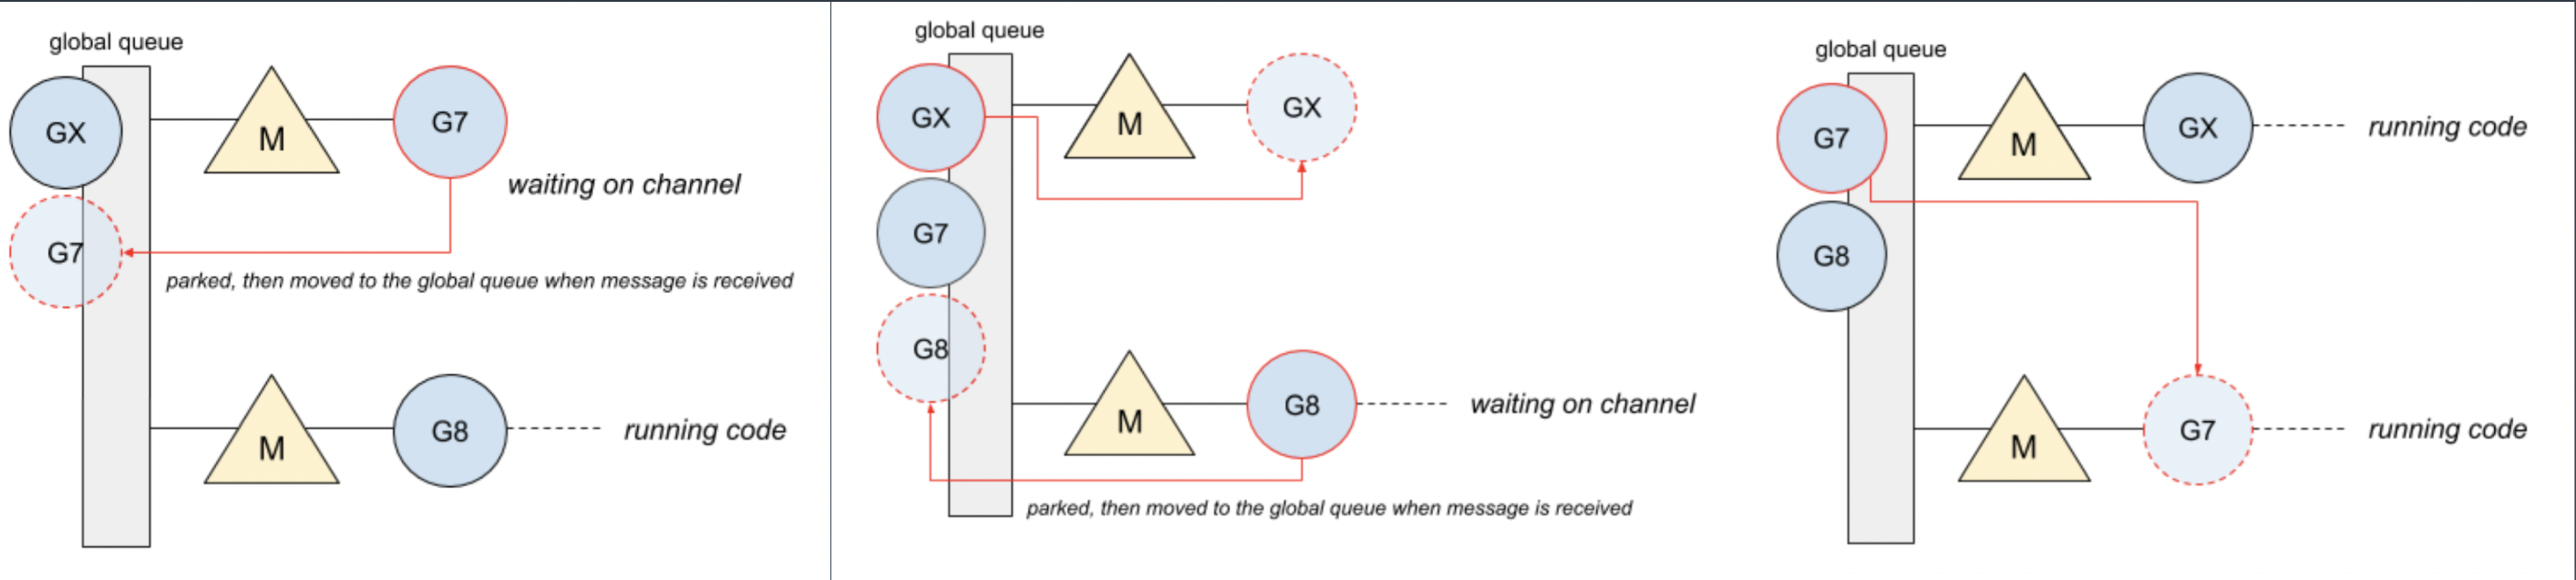 global queue
GX
M
G7
waiting on channel
G7
parked, then moved to the global queue when message is received
M
G8
running code
global queue
GX
M
GX
G7
G8
M
G8
waiting on channel
parked, then moved to the global queue when message is received
global queue
G7
M
GX
running code
G8
M
G7
running code